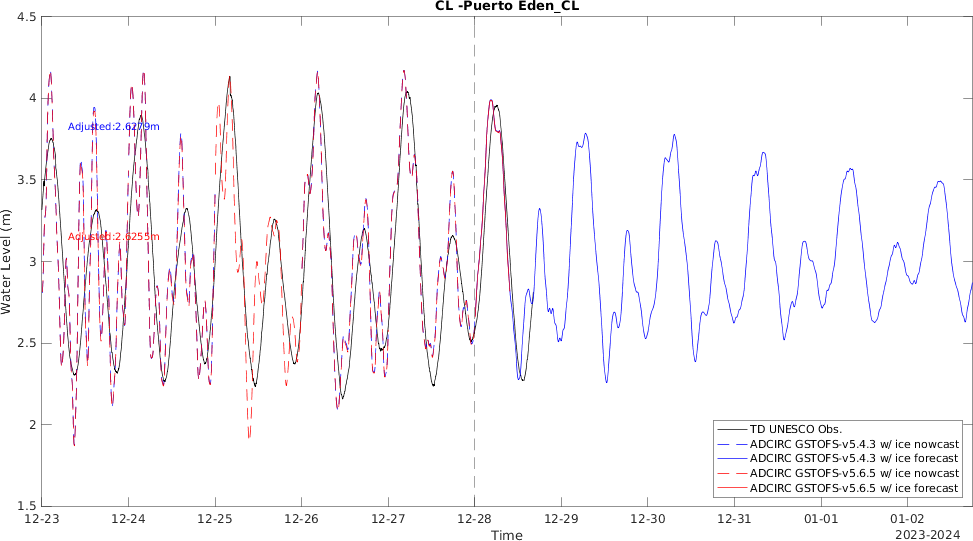 CL -Puerto Eden_CL
4.5
4
3.5
3
2.5
2
1.5
Water Level (m)
Adjusted:2.6279m
Adjusted:2.6255m
TD UNESCO Obs.
ADCIRC GSTOFS-v5.4.3 w/ ice nowcast
ADCIRC GSTOFS-v5.4.3 w/ ice forecast
ADCIRC GSTOFS-v5.6.5 w/ ice nowcast
ADCIRC GSTOFS-v5.6.5 w/ ice forecast
12-23 12-24 12-25 12-26 12-27 12-28 12-29 12-30 12-31 01-01 01-02
Time
2023-2024